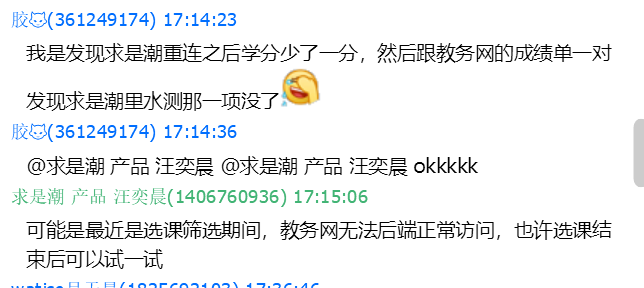 胶(361249174) 17:14:23
我是发现求是潮重连之后学分少了一分，然后跟教务网的成绩单一对
发现求是潮里水测那一项没了
胶(361249174) 17:14:36
@求是潮 产品 汪奕晨 @求是潮 产品 汪奕晨 okkkkk
求是潮 产品 汪奕晨(1406760936) 17:15:06
可能是最近是选课筛选期间，教务网无法后端正常访问，也许选课结
束后可以试一试